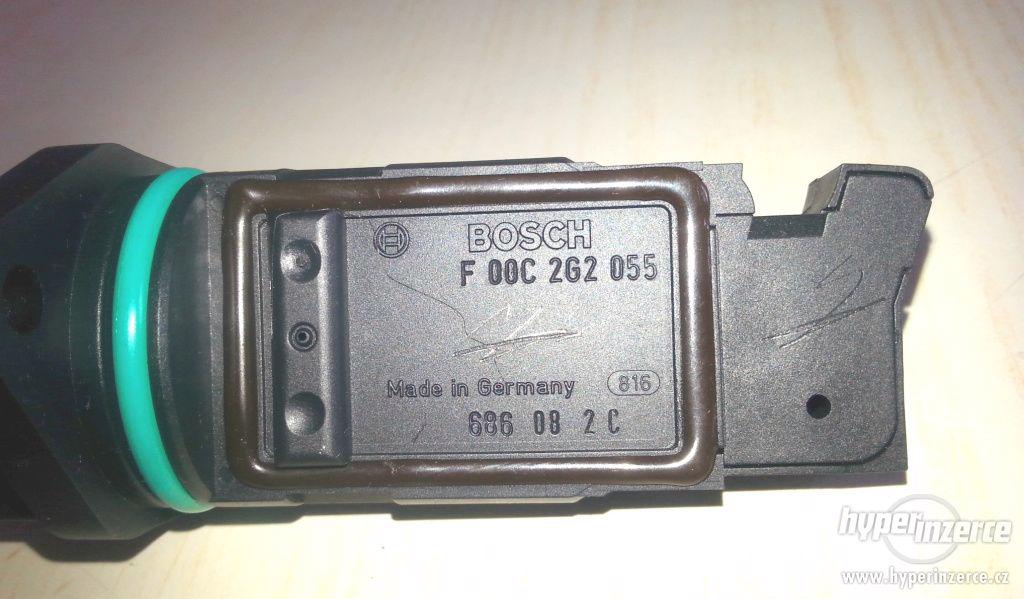 BOSCH
F 00C 2G2 055
Made in Germany 816
686 08 2 C
hyperinzerce
www.hyperinzerce.cz